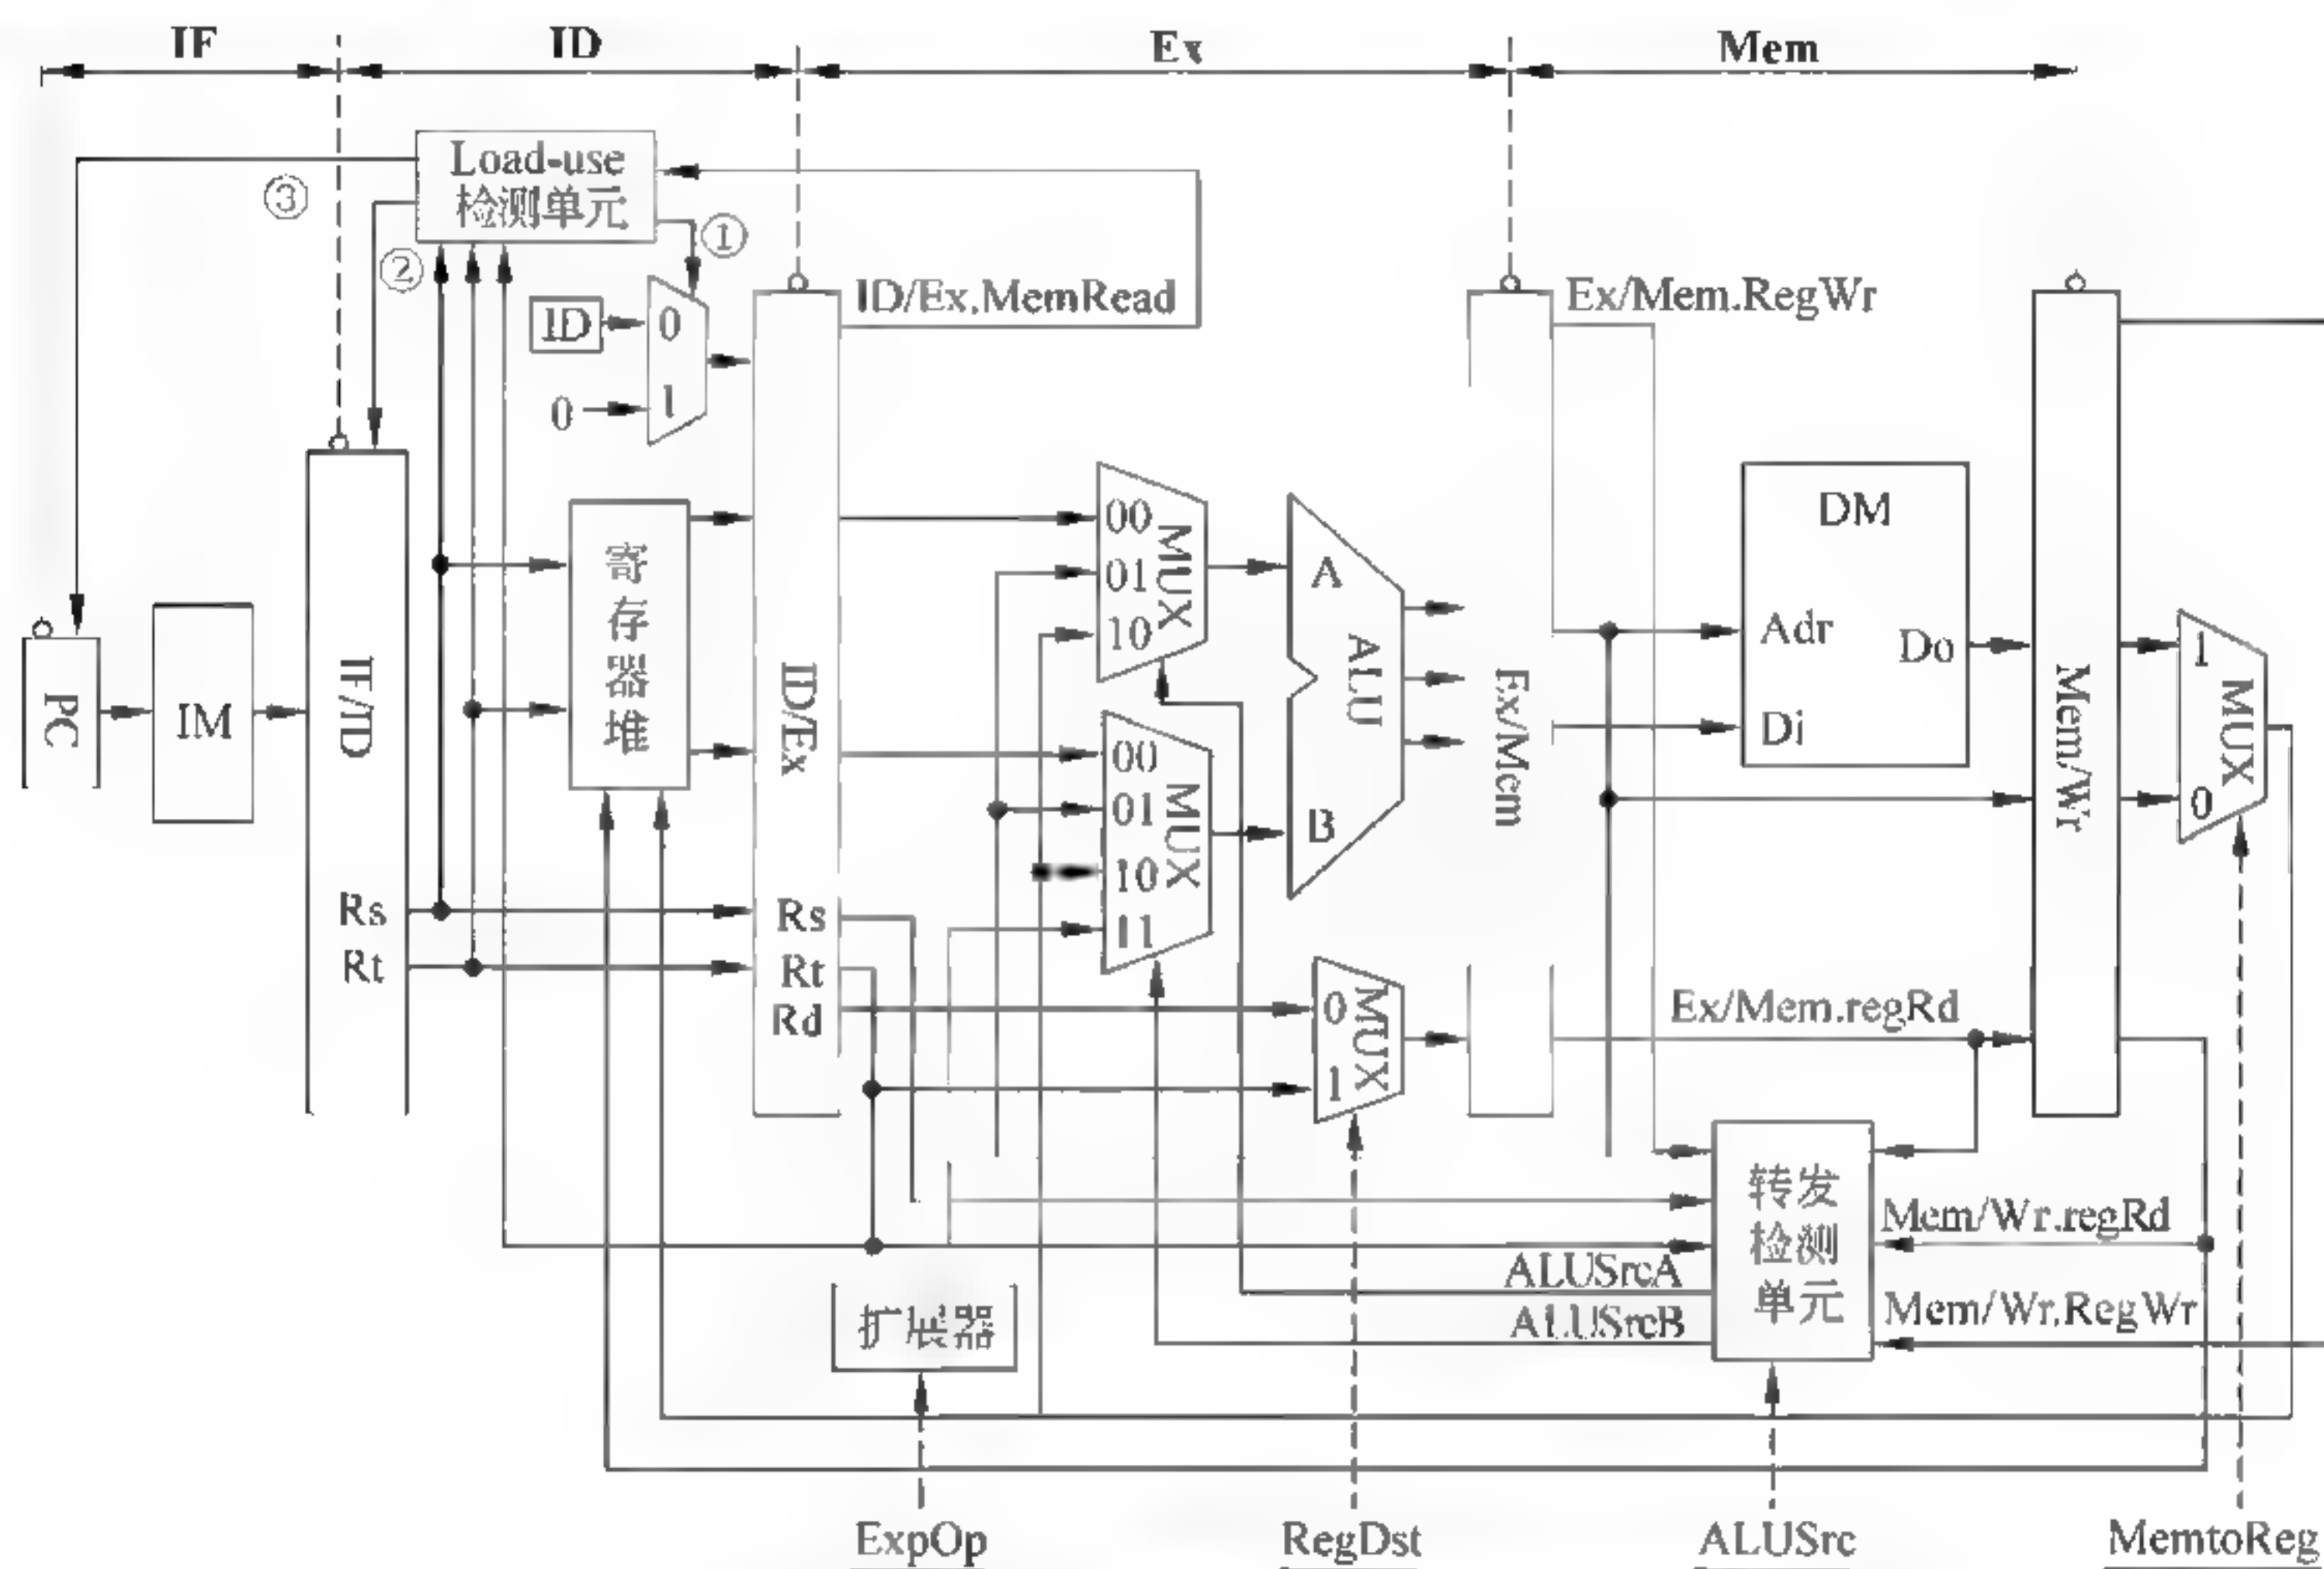 IF
ID
Ex
Mem
Load-use
检测单元
③
②
①
ID
0
0
1
ID/Ex.MemRead
Ex/Mem.RegWr
PC
IM
IF/ID
Rs
Rt
寄
存
器
堆
ID/Ex
Rs
Rt
Rd
00
01
10
MUX
00
01
10
11
MUX
A
B
ALU
0
1
MUX
Ex/Mem
DM
Adr
Do
Di
Mem/Wr
1
0
MUX
Ex/Mem.regRd
转发
检测
单元
Mem/Wr.regRd
Mem/Wr.RegWr
ALUSrcA
ALUSrcB
扩展器
ExpOp
RegDst
ALUSrc
MemtoReg